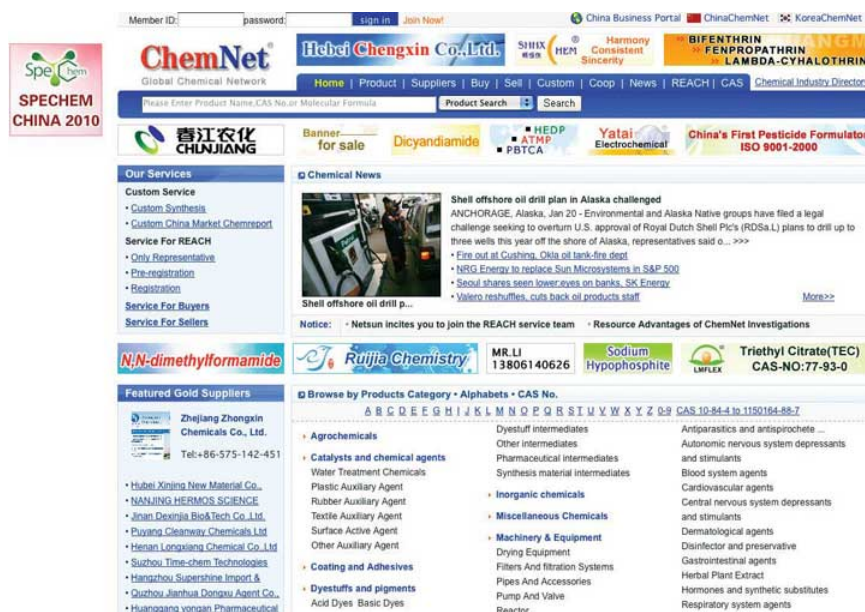 Member ID: password: sign in Join Now! China Business Portal ChinaChemNet KoreaChemNet
SpeChem
SPECHEM
CHINA 2010
ChemNet®
Global Chemical Network
Hebei Chengxin Co.,Ltd.
SHHX HEM ®
Harmony
Consistent
Sincerity
BIFENTHRIN
FENPROPATHRIN
LAMBDA-CYHALOTHRIN
Home | Product | Suppliers | Buy | Sell | Custom | Coop | News | REACH | CAS Chemical Industry Director
Please Enter Product Name,CAS No.or Molecular Formula Product Search Search
春江农化
CHUNJIANG
Banner
for sale
Dicyandiamide
HEDP
ATMP
PBTCA
Yatai
Electrochemical
China's First Pesticide Formulato
ISO 9001-2000
Our Services
Custom Service
• Custom Synthesis
• Custom China Market Chemreport
Service For REACH
• Only Representative
• Pre-registration
• Registration
Service For Buyers
Service For Sellers
Chemical News
Shell offshore oil drill p...
Shell offshore oil drill plan in Alaska challenged
ANCHORAGE, Alaska, Jan 20 - Environmental and Alaska Native groups have filed a legal
challenge seeking to overturn U.S. approval of Royal Dutch Shell Plc's (RDSa.L) plans to drill up to
three wells this year off the shore of Alaska, representatives said o... >>>
• Fire out at Cushing, Okla oil tank-fire dept
• NRG Energy to replace Sun Microsystems in S&P 500
• Seoul shares seen lower;eyes on banks, SK Energy
• Valero reshuffles, cuts back oil products staff More>>
Notice: • Netsun incites you to join the REACH service team • Resource Advantages of ChemNet Investigations
N,N-dimethylformamide
Ruijia Chemistry
MR.LI
13806140626
Sodium
Hypophosphite
LMFLEX
Triethyl Citrate(TEC)
CAS-NO:77-93-0
Featured Gold Suppliers
Zhejiang Zhongxin
Chemicals Co., Ltd.
Tel:+86-575-142-451
• Hubei Xinjing New Material Co.,
• NANJING HERMOS SCIENCE
• Jinan Dexinjia Bio&Tech Co.,Ltd.
• Puyang Cleanway Chemicals Ltd
• Henan Longxiang Chemical Co.,Ltd
• Suzhou Time-chem Technologies
• Hangzhou Supershine Import &
• Quzhou Jianhua Dongxu Agent Co.,
• Huanggang yongan Pharmaceutical
Browse by Products Category • Alphabets • CAS No.
A B C D E F G H I J K L M N O P Q R S T U V W X Y Z 0-9 CAS 10-84-4 to 1150164-88-7
Agrochemicals
Catalysts and chemical agents
Water Treatment Chemicals
Plastic Auxiliary Agent
Rubber Auxiliary Agent
Textile Auxiliary Agent
Surface Active Agent
Other Auxiliary Agent
Coating and Adhesives
Dyestuffs and pigments
Acid Dyes Basic Dyes
Dyestuff intermediates
Other intermediates
Pharmaceutical intermediates
Synthesis material intermediates
Inorganic chemicals
Miscellaneous Chemicals
Machinery & Equipment
Drying Equipment
Filters And filtration Systems
Pipes And Accessories
Pump And Valve
Reactor
Antiparasitics and antispirochete ...
Autonomic nervous system depressants
and stimulants
Blood system agents
Cardiovascular agents
Central nervous system depressants
and stimulants
Dermatological agents
Disinfector and preservative
Gastrointestinal agents
Herbal Plant Extract
Hormones and synthetic substitutes
Respiratory system agents